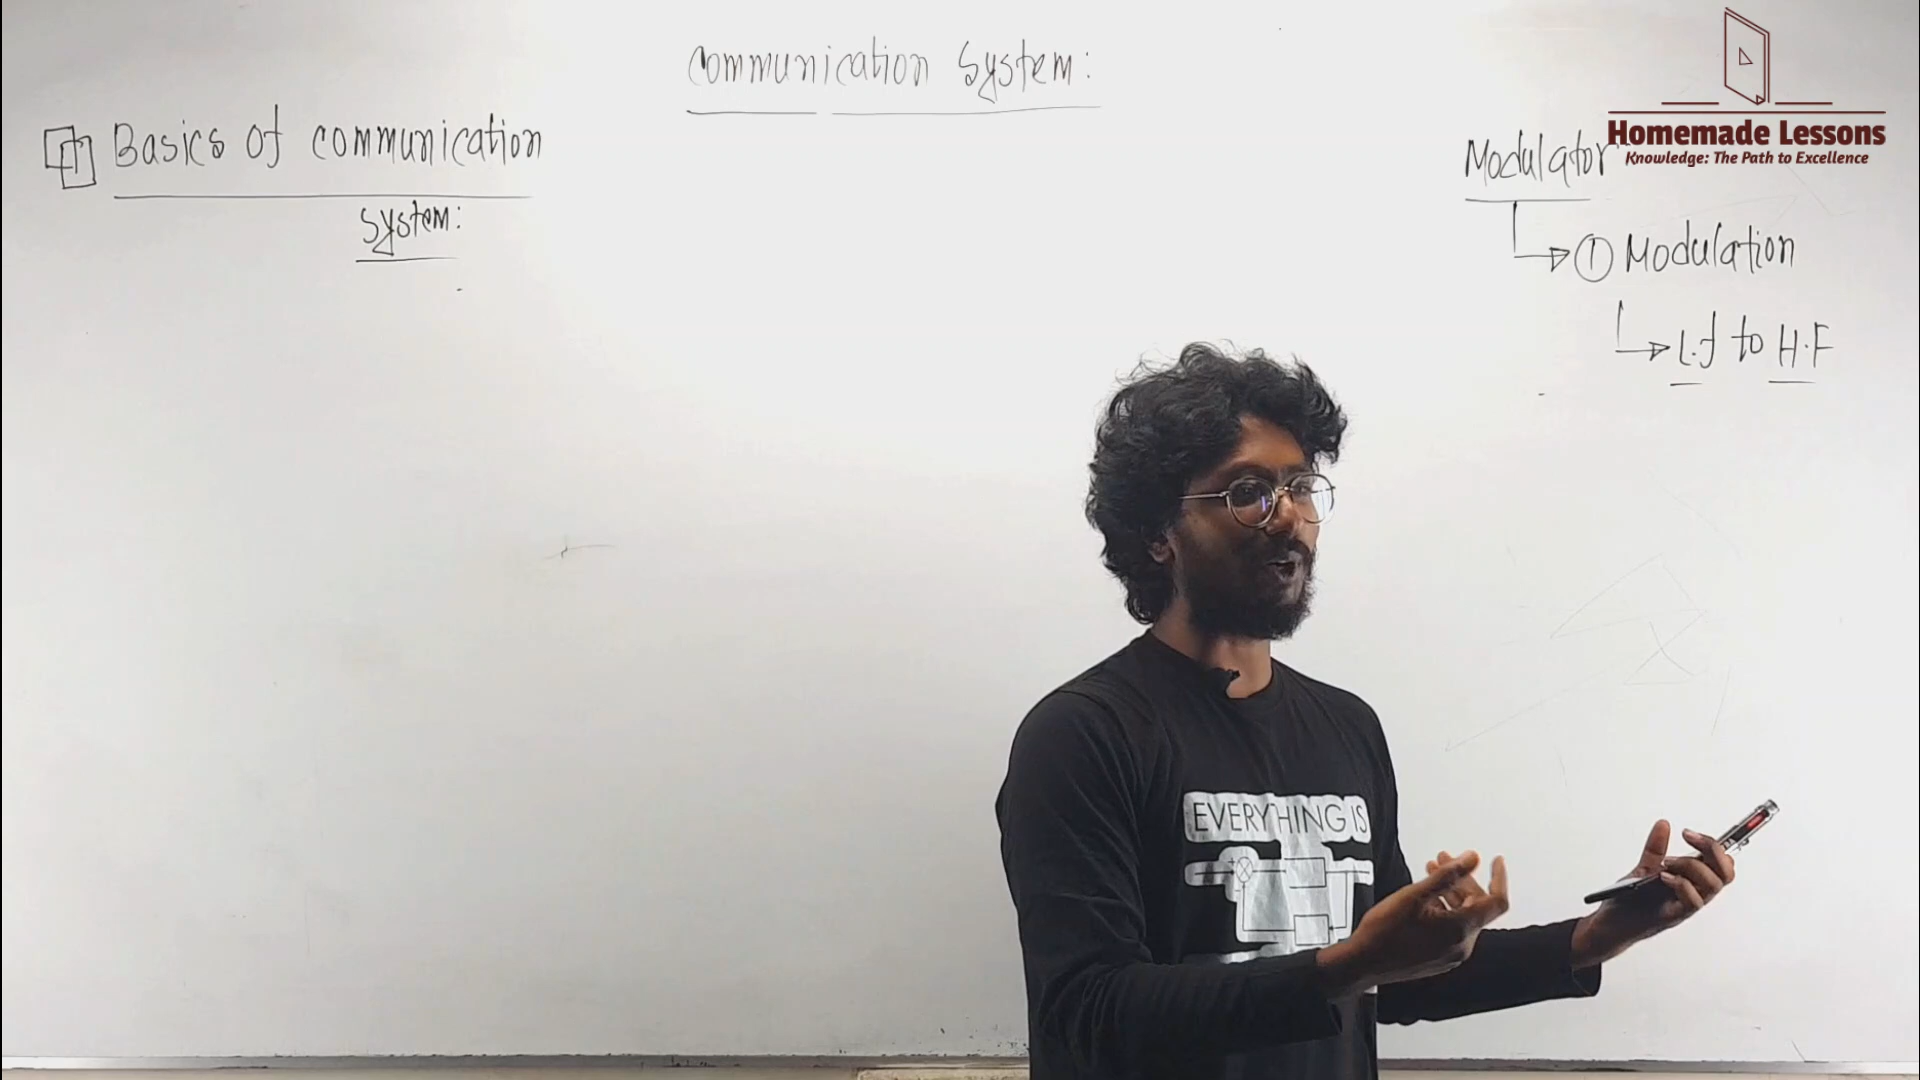 Communication System:
Basics of communication
System:
Homemade Lessons
Knowledge: The Path to Excellence
Modulator
① Modulation
L.f to H.F
EVERYTHING IS